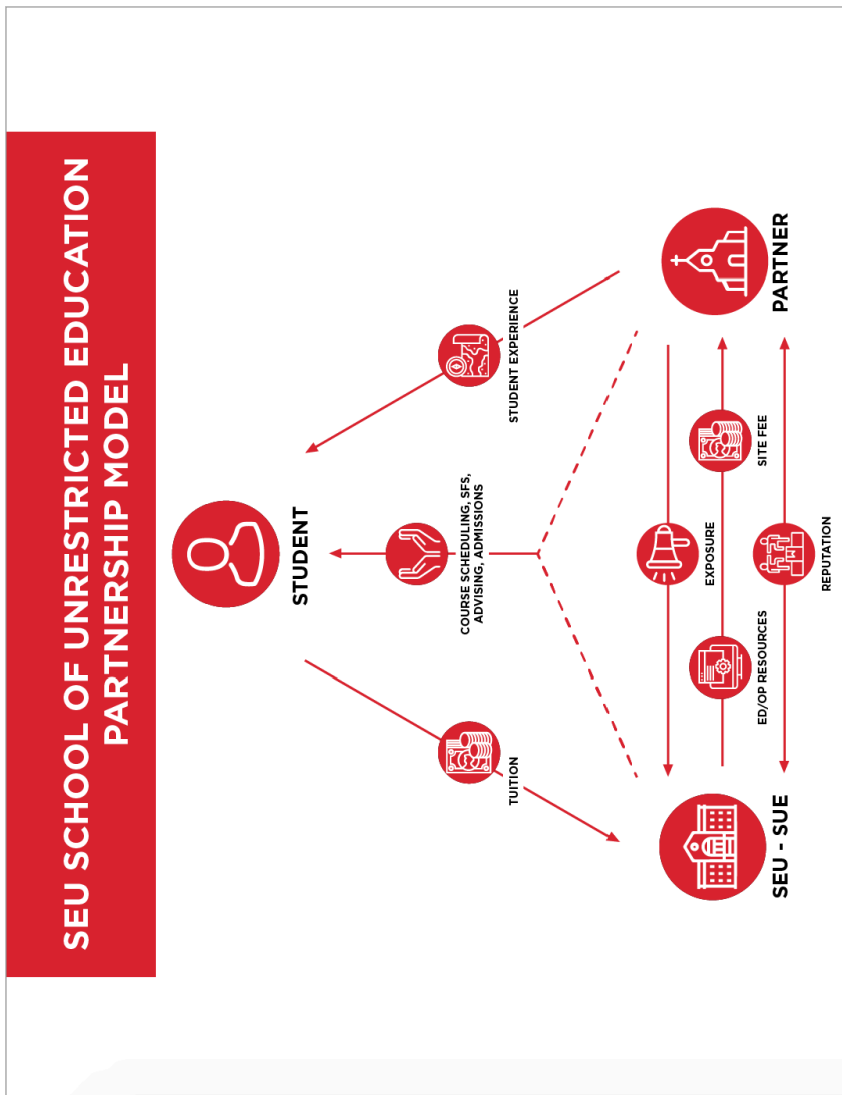 SEU SCHOOL OF UNRESTRICTED EDUCATION
PARTNERSHIP MODEL
STUDENT
TUITION
COURSE SCHEDULING, SFS,
ADVISING, ADMISSIONS
STUDENT EXPERIENCE
SEU - SUE
PARTNER
EXPOSURE
ED/OP RESOURCES
SITE FEE
REPUTATION